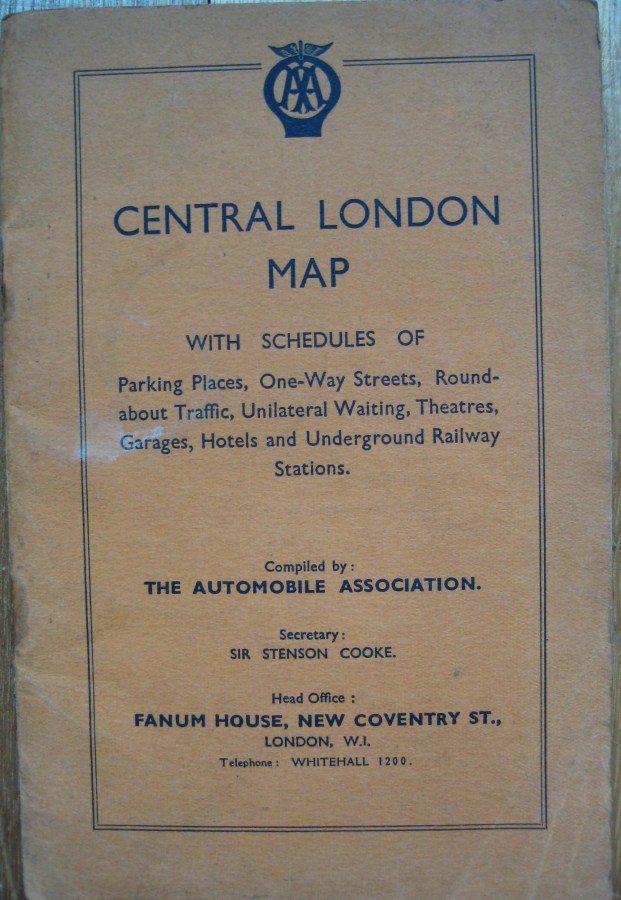 AA
CENTRAL LONDON
MAP
WITH SCHEDULES OF
Parking Places, One-Way Streets, Round-
about Traffic, Unilateral Waiting, Theatres,
Garages, Hotels and Underground Railway
Stations.
Compiled by:
THE AUTOMOBILE ASSOCIATION.
Secretary:
SIR STENSON COOKE.
Head Office:
FANUM HOUSE, NEW COVENTRY ST.,
LONDON, W.I.
Telephone: WHITEHALL 1200.